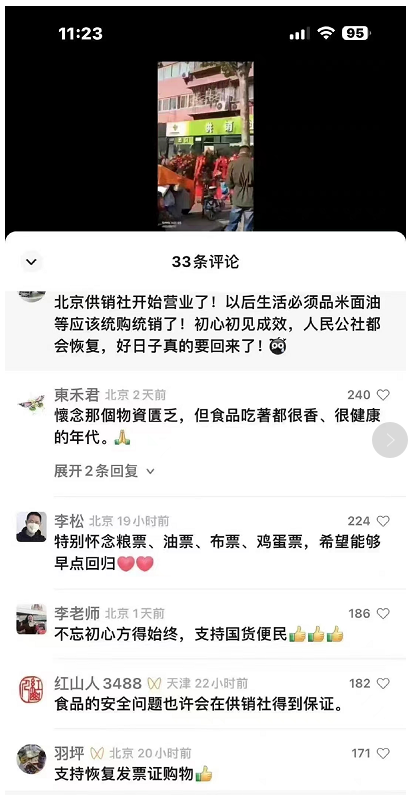 11:23
95
供销
33条评论
北京供销社开始营业了！以后生活必须品米面油
等应该统购统销了！初心初见成效，人民公社都
会恢复，好日子真的要回来了！
東禾君 北京 2天前 240
懷念那個物資匱乏，但食品吃著都很香、很健康
的年代。
展开2条回复
李松 北京 19小时前 224
特别怀念粮票、油票、布票、鸡蛋票，希望能够
早点回归
李老师 北京 1天前 186
不忘初心方得始终，支持国货便民
红山人3488 天津 22小时前 182
食品的安全问题也许会在供销社得到保证。
羽坪 北京 20小时前 171
支持恢复发票证购物